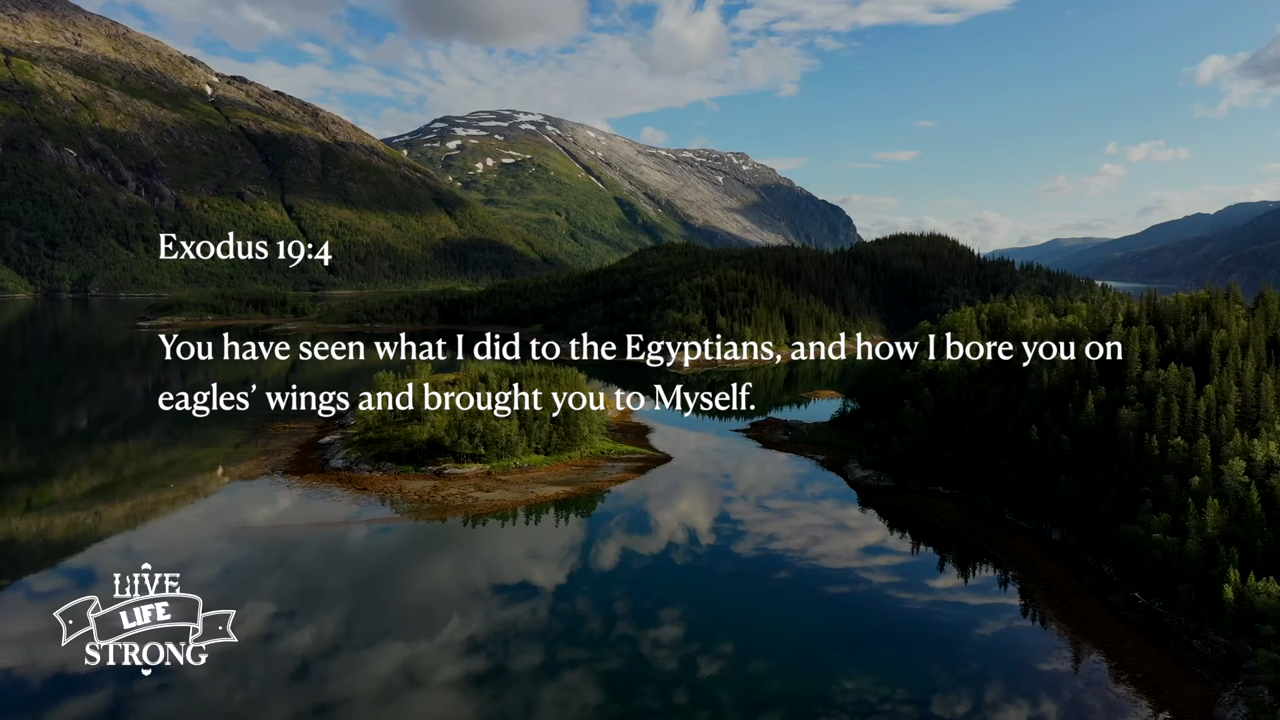 Exodus 19:4
You have seen what I did to the Egyptians, and how I bore you on
eagles’ wings and brought you to Myself.
LIVE
LIFE
STRONG